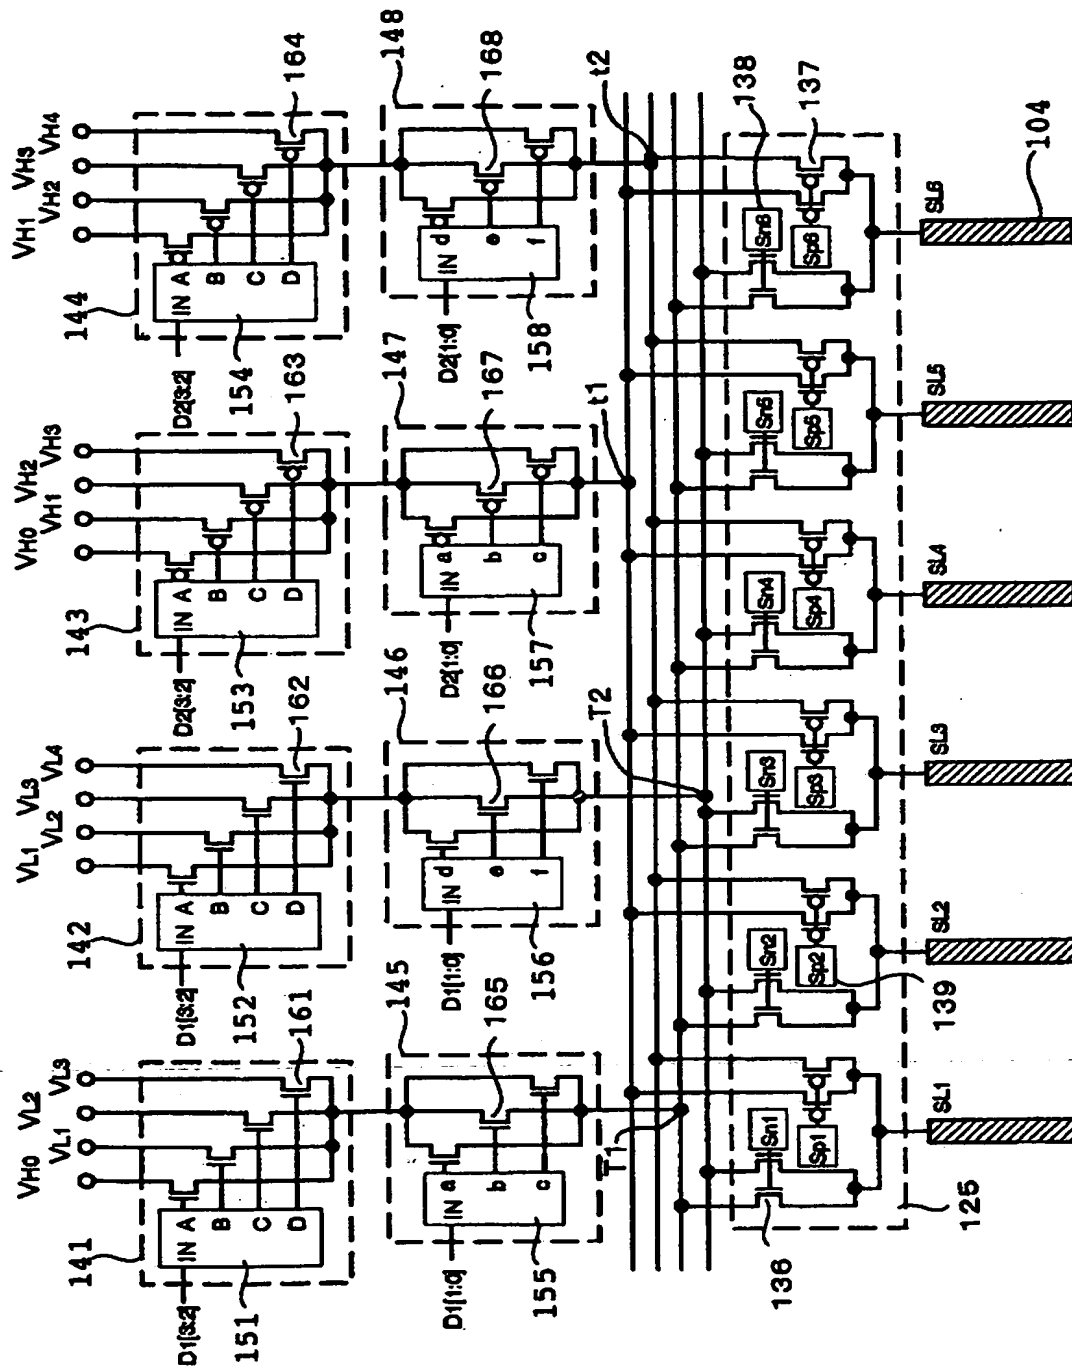 VH0 VL1 VL2 VL3
VL1 VL2 VL3 VL4
VH0 VH1 VH2 VH3
VH1 VH2 VH3 VH4
141
142
143
144
D1[3:2]
IN A
B
C
D
151
161
D1[3:2]
IN A
B
C
D
152
162
D2[3:2]
IN A
B
C
D
153
163
D2[3:2]
IN A
B
C
D
154
164
145
146
147
148
D1[1:0]
IN a
b
c
155
165
D1[1:0]
IN d
e
f
156
166
D2[1:0]
IN a
b
c
157
167
D2[1:0]
IN d
e
f
158
168
T1
T2
t1
t2
136
Sn1
Sp1
Sn2
Sp2
139
Sn3
Sp3
Sn4
Sp4
Sn5
Sp5
Sn6
Sp6
138
137
125
SL1
SL2
SL3
SL4
SL5
SL6
104